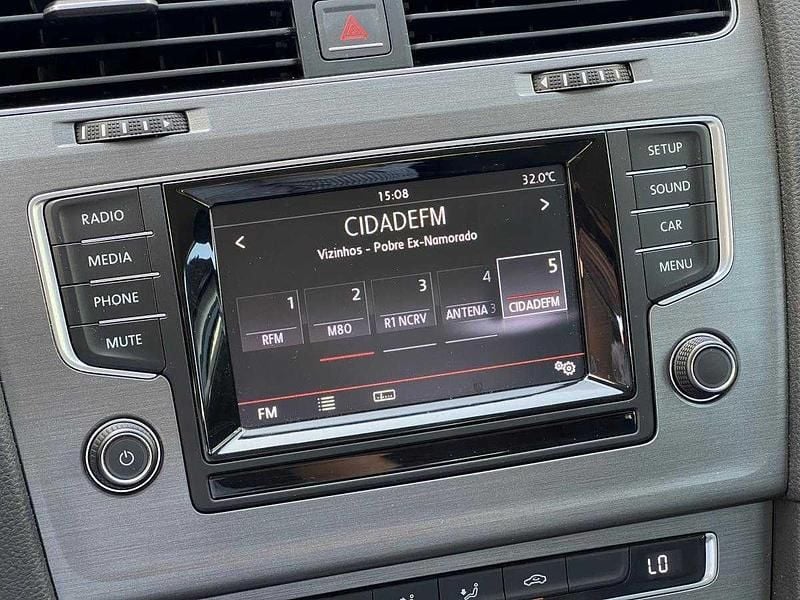 15:08
32.0°C
CIDADEFM
Vizinhos - Pobre Ex-Namorado
1
2
3
4
5
RFM
M80
R1 NCRV
ANTENA 3
CIDADEFM
FM
RADIO
MEDIA
PHONE
MUTE
SETUP
SOUND
CAR
MENU
LO